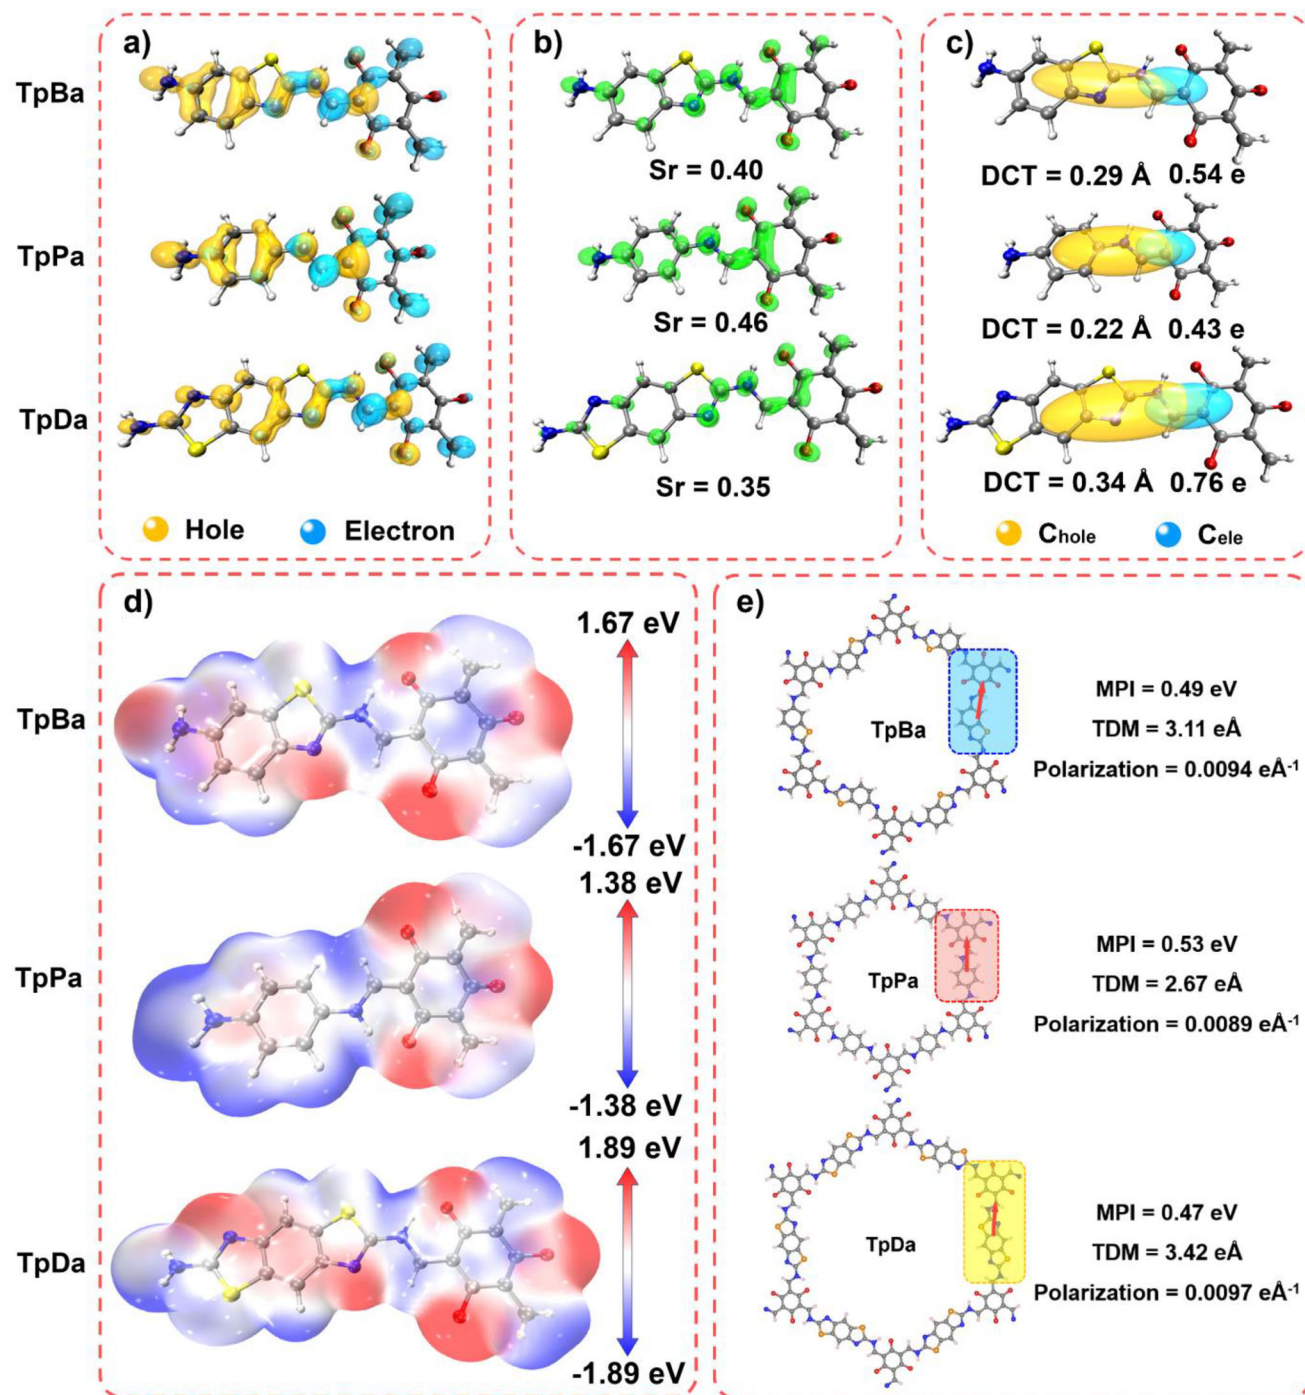 a)
b)
c)
TpBa
Sr = 0.40
DCT = 0.29 Å 0.54 e
TpPa
Sr = 0.46
DCT = 0.22 Å 0.43 e
TpDa
Sr = 0.35
DCT = 0.34 Å 0.76 e
Hole
Electron
Chole
Cele
d)
TpBa
1.67 eV
-1.67 eV
TpPa
1.38 eV
-1.38 eV
TpDa
1.89 eV
-1.89 eV
e)
TpBa
MPI = 0.49 eV
TDM = 3.11 eÅ
Polarization = 0.0094 eÅ⁻¹
TpPa
MPI = 0.53 eV
TDM = 2.67 eÅ
Polarization = 0.0089 eÅ⁻¹
TpDa
MPI = 0.47 eV
TDM = 3.42 eÅ
Polarization = 0.0097 eÅ⁻¹